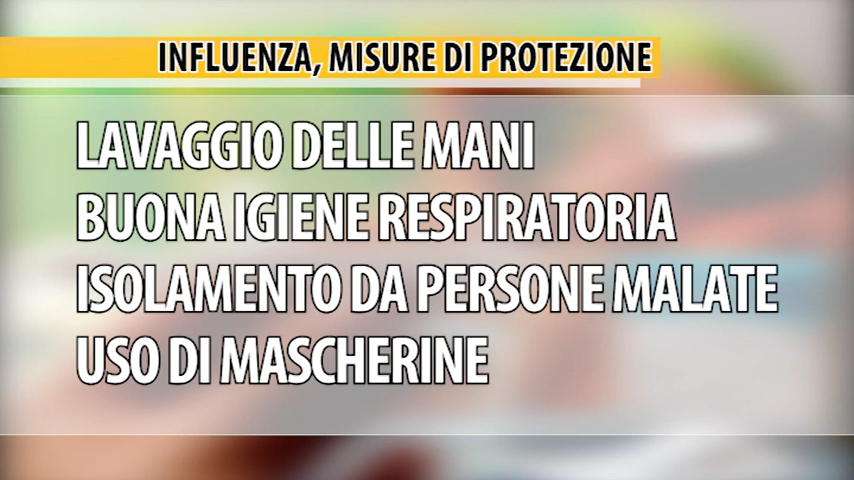 INFLUENZA, MISURE DI PROTEZIONE
LAVAGGIO DELLE MANI
BUONA IGIENE RESPIRATORIA
ISOLAMENTO DA PERSONE MALATE
USO DI MASCHERINE